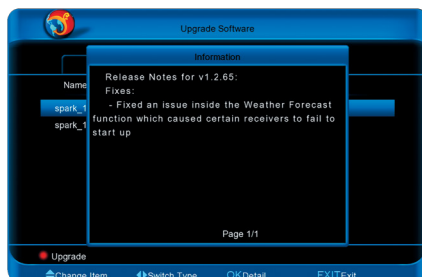 Upgrade Software
Information
Name
Release Notes for v1.2.65:
Fixes:
- Fixed an issue inside the Weather Forecast
function which caused certain receivers to fail to
start up
spark_1
spark_1
Page 1/1
Upgrade
Change Item Switch Type OK Detail EXIT Exit